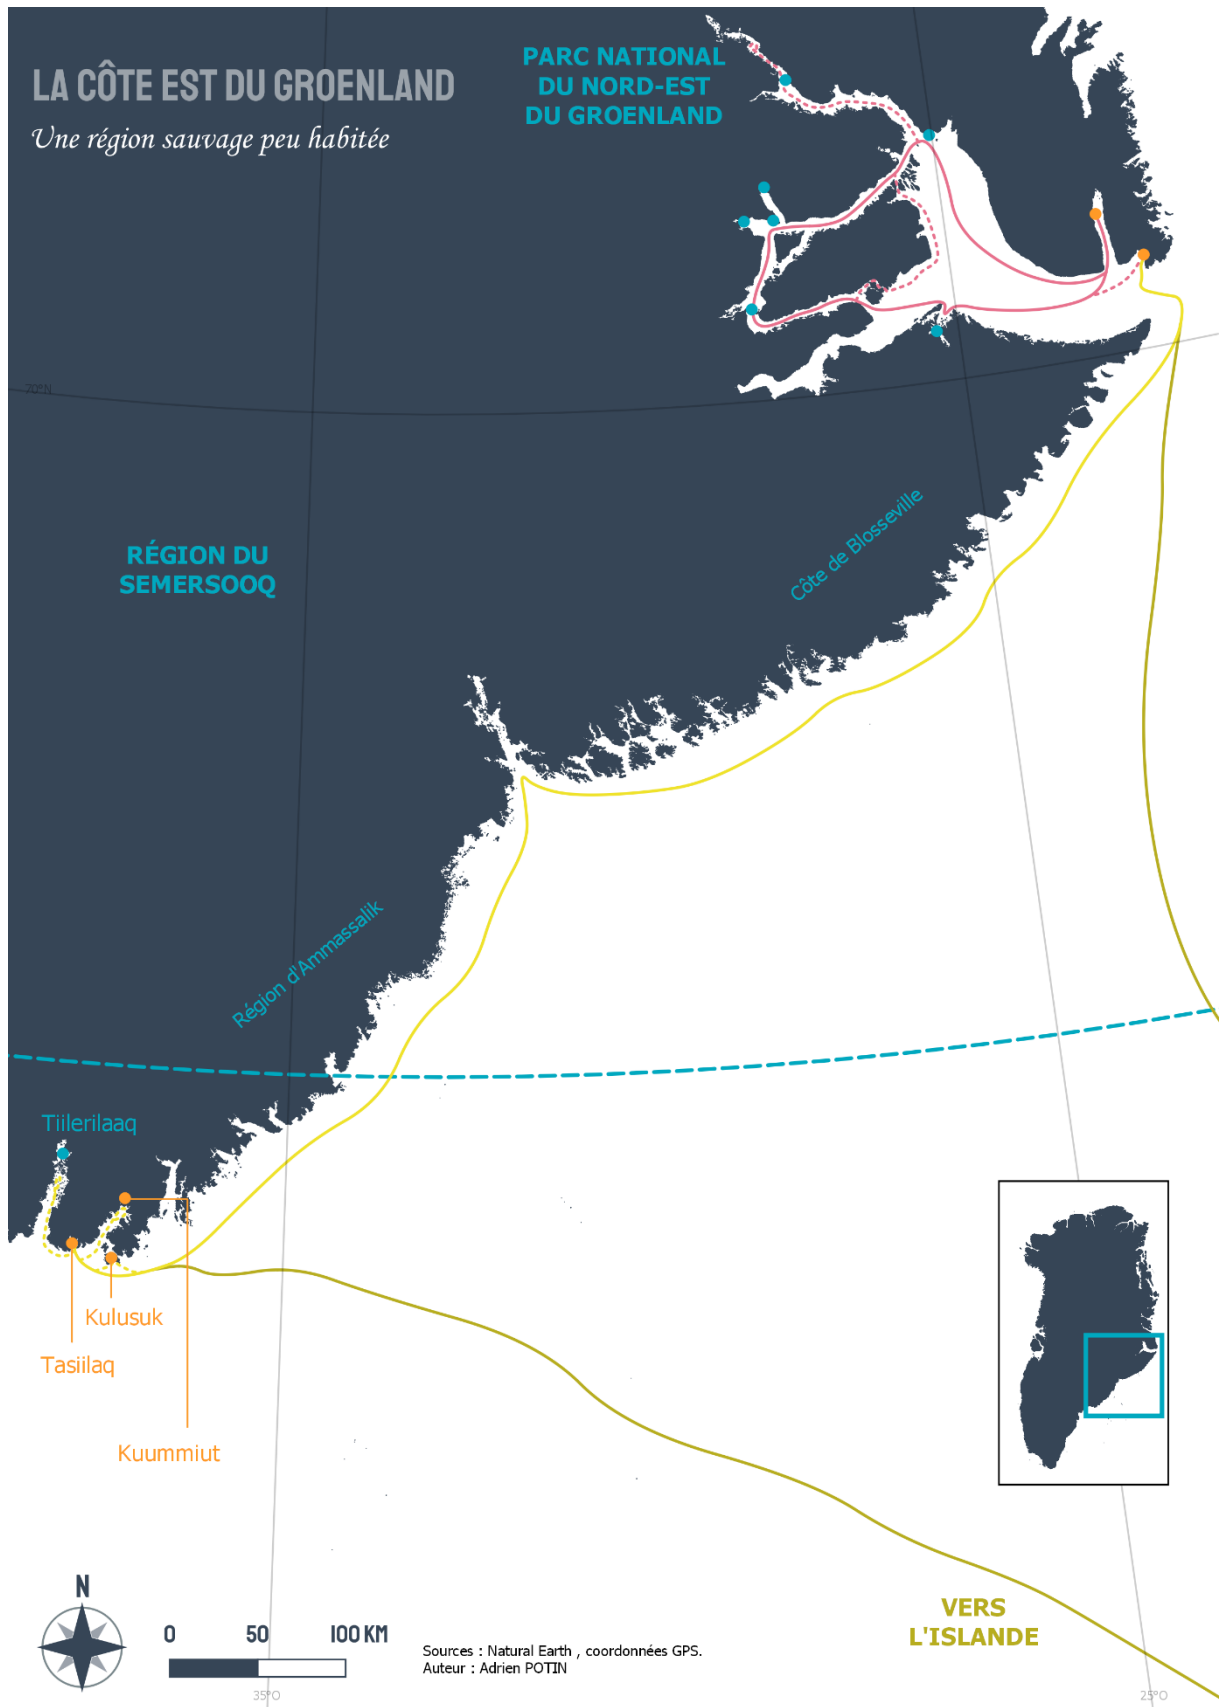 LA CÔTE EST DU GROENLAND
Une région sauvage peu habitée
PARC NATIONAL
DU NORD-EST
DU GROENLAND
70°N
RÉGION DU
SEMERSOOQ
Côte de Blosseville
Région d'Ammassalik
Tiilerilaaq
Kulusuk
Tasiilaq
Kuummiut
VERS
L'ISLANDE
N
0 50 100 KM
Sources : Natural Earth , coordonnées GPS.
Auteur : Adrien POTIN
35°O
25°O